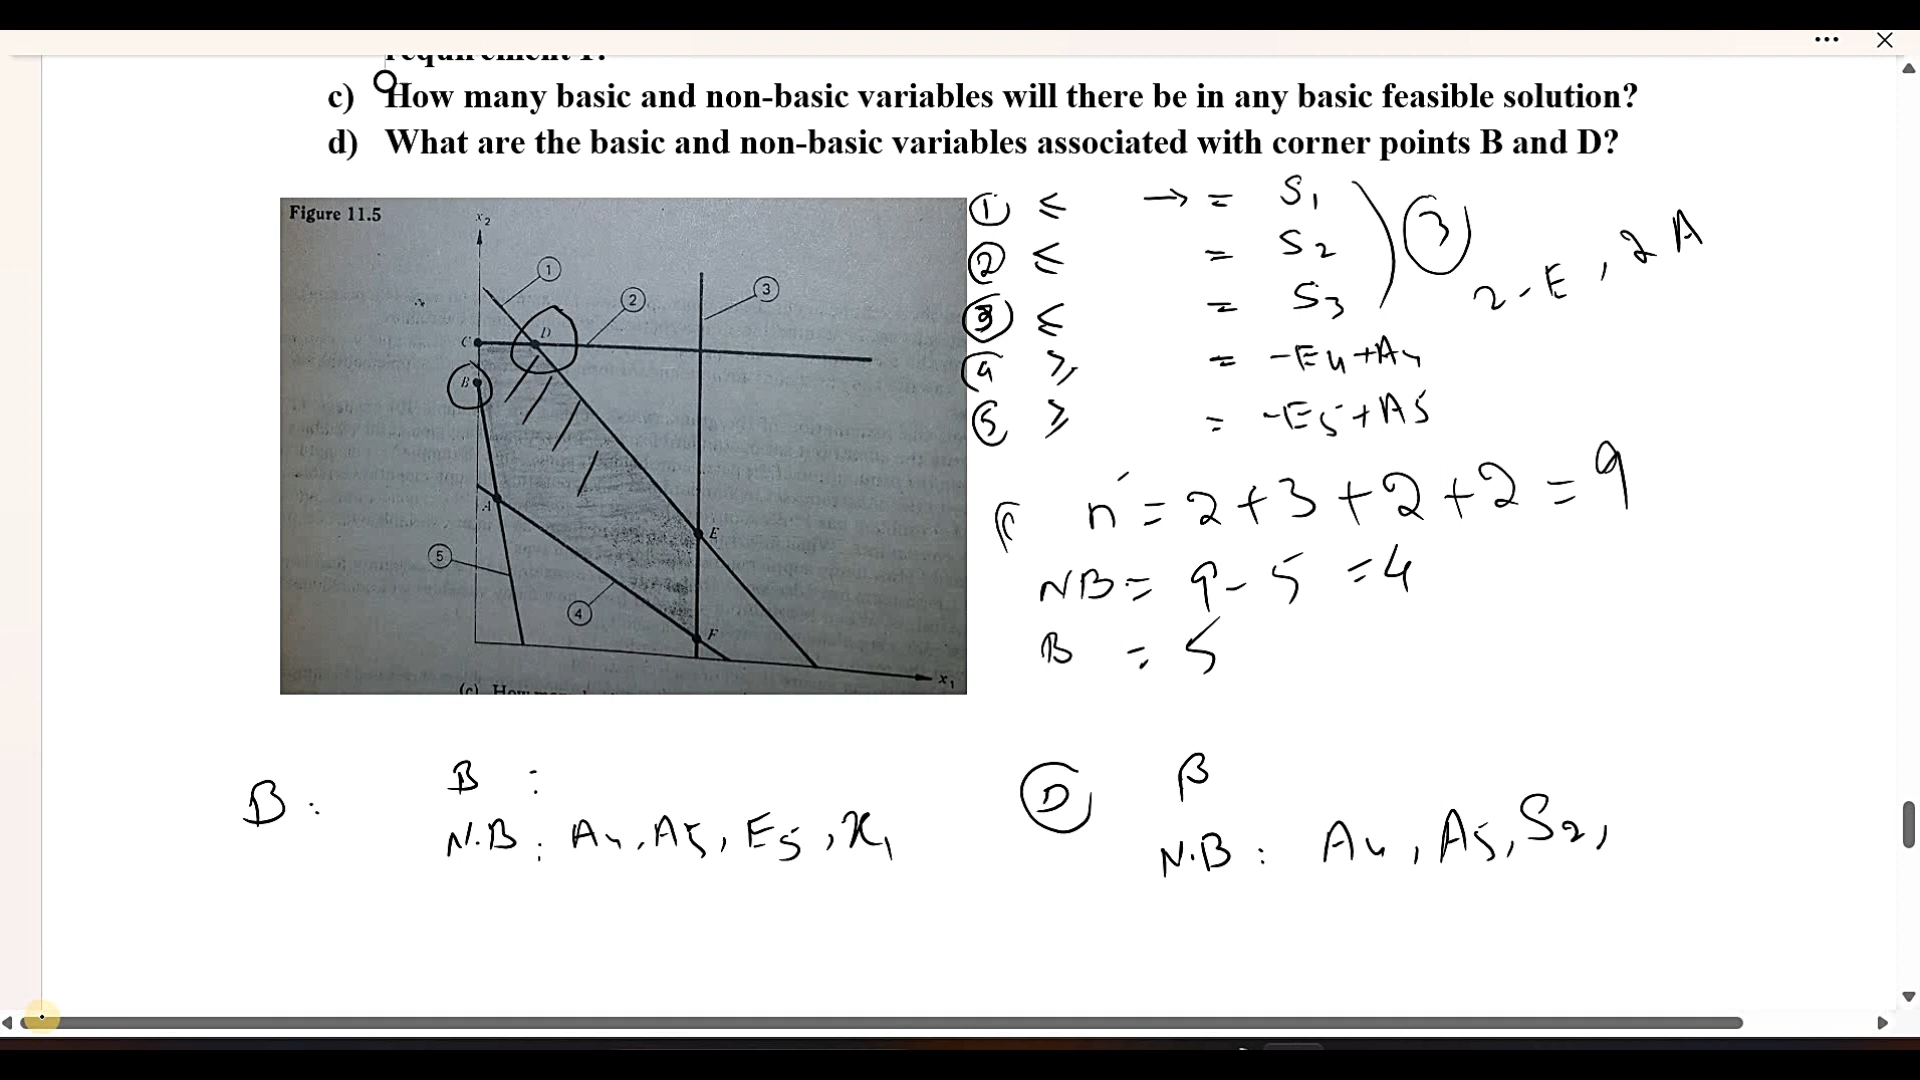 requirement 1.
c) How many basic and non-basic variables will there be in any basic feasible solution?
d) What are the basic and non-basic variables associated with corner points B and D?
Figure 11.5
x2
1
2
3
C
D
B
A
E
5
4
F
x1
(c) How
① ≤ → = S1
② ≤ = S2
③ ≤ = S3
④ ≥ = -E4+A4
⑤ ≥ = -E5+A5
③
2-E, 2A
n' = 2+3+2+2 = 9
NB = 9-5 = 4
B = 5
B: B :
N.B : A4, A5, E5, x1
D B
N.B : A4, A5, S2,